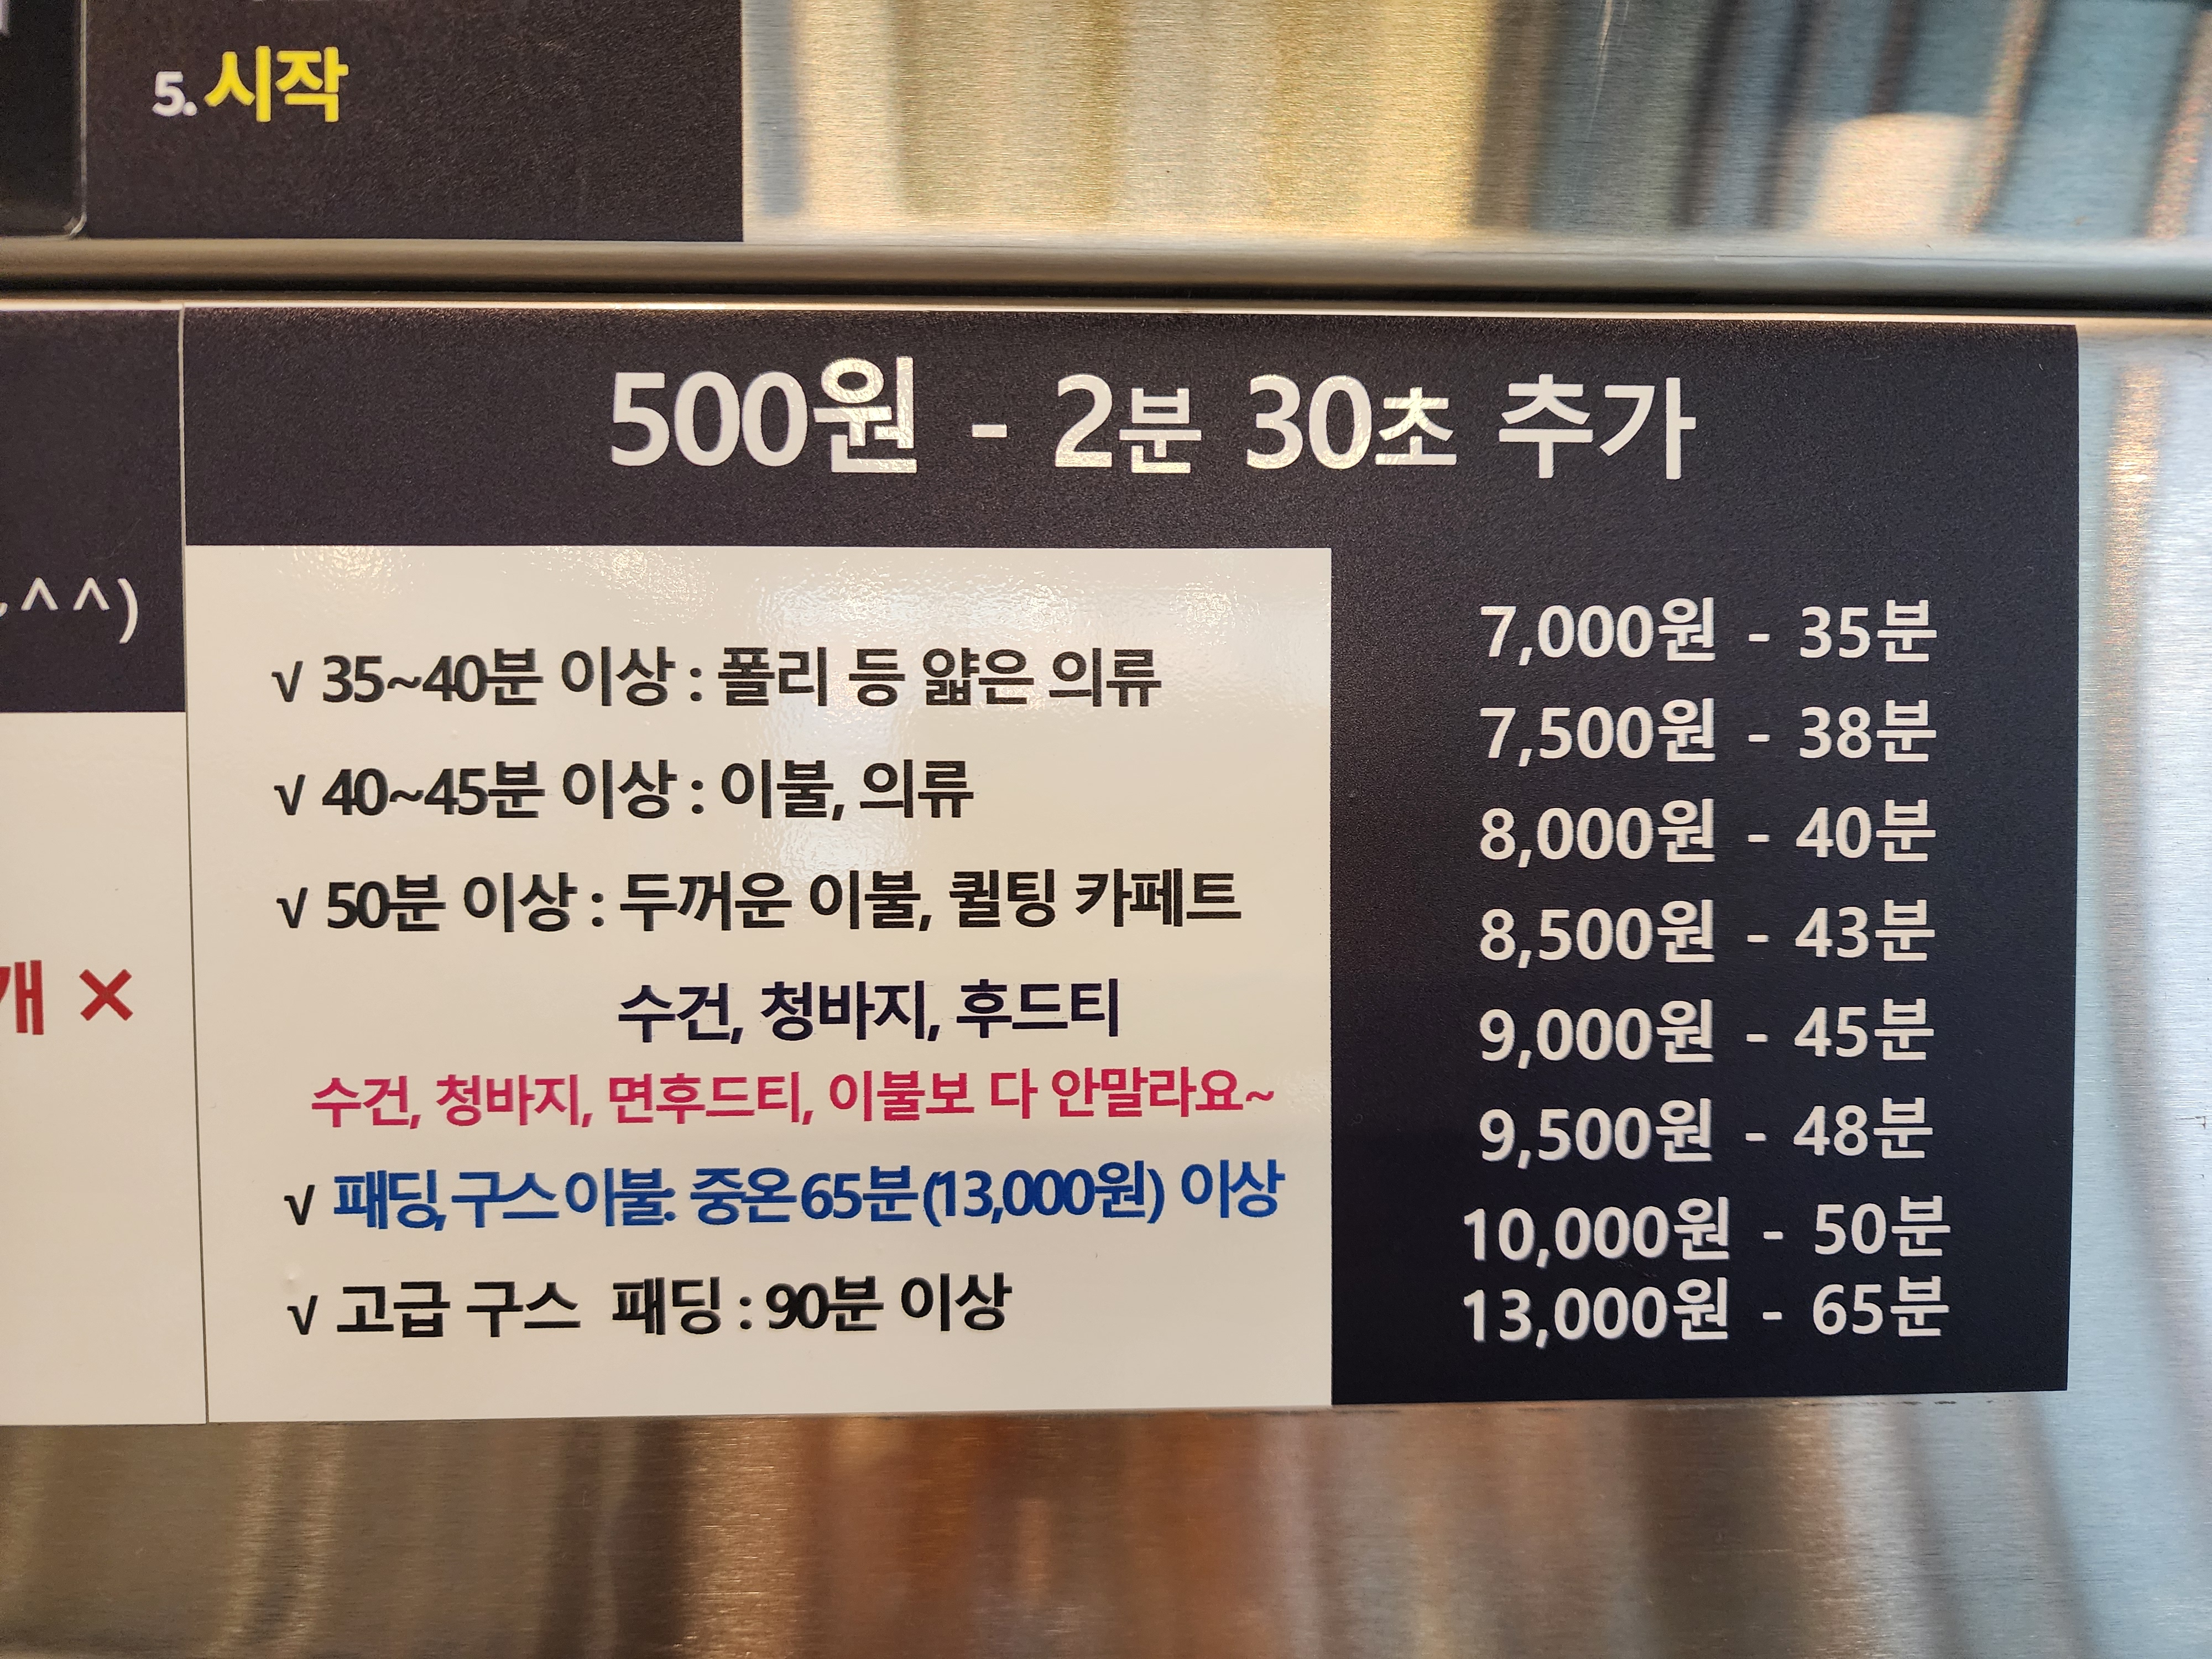 5. 시작
500원 - 2분 30초 추가
^^)
개 ×
√ 35~40분 이상 : 폴리 등 얇은 의류
√ 40~45분 이상 : 이불, 의류
√ 50분 이상 : 두꺼운 이불, 퀼팅 카페트
수건, 청바지, 후드티
수건, 청바지, 면후드티, 이불보 다 안말라요~
√ 패딩,구스이불: 중온65분(13,000원) 이상
√ 고급 구스 패딩 : 90분 이상
7,000원 - 35분
7,500원 - 38분
8,000원 - 40분
8,500원 - 43분
9,000원 - 45분
9,500원 - 48분
10,000원 - 50분
13,000원 - 65분